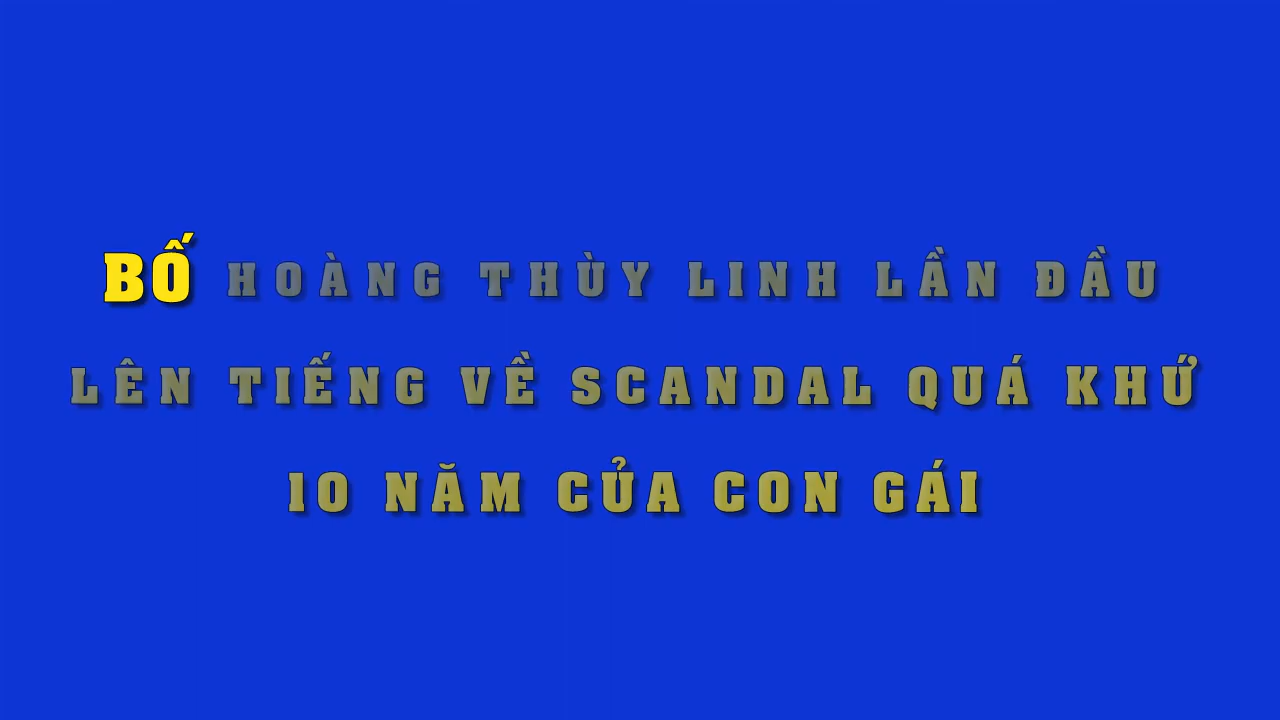 BỐ HOÀNG THÙY LINH LẦN ĐẦU
LÊN TIẾNG VỀ SCANDAL QUÁ KHỨ
10 NĂM CỦA CON GÁI